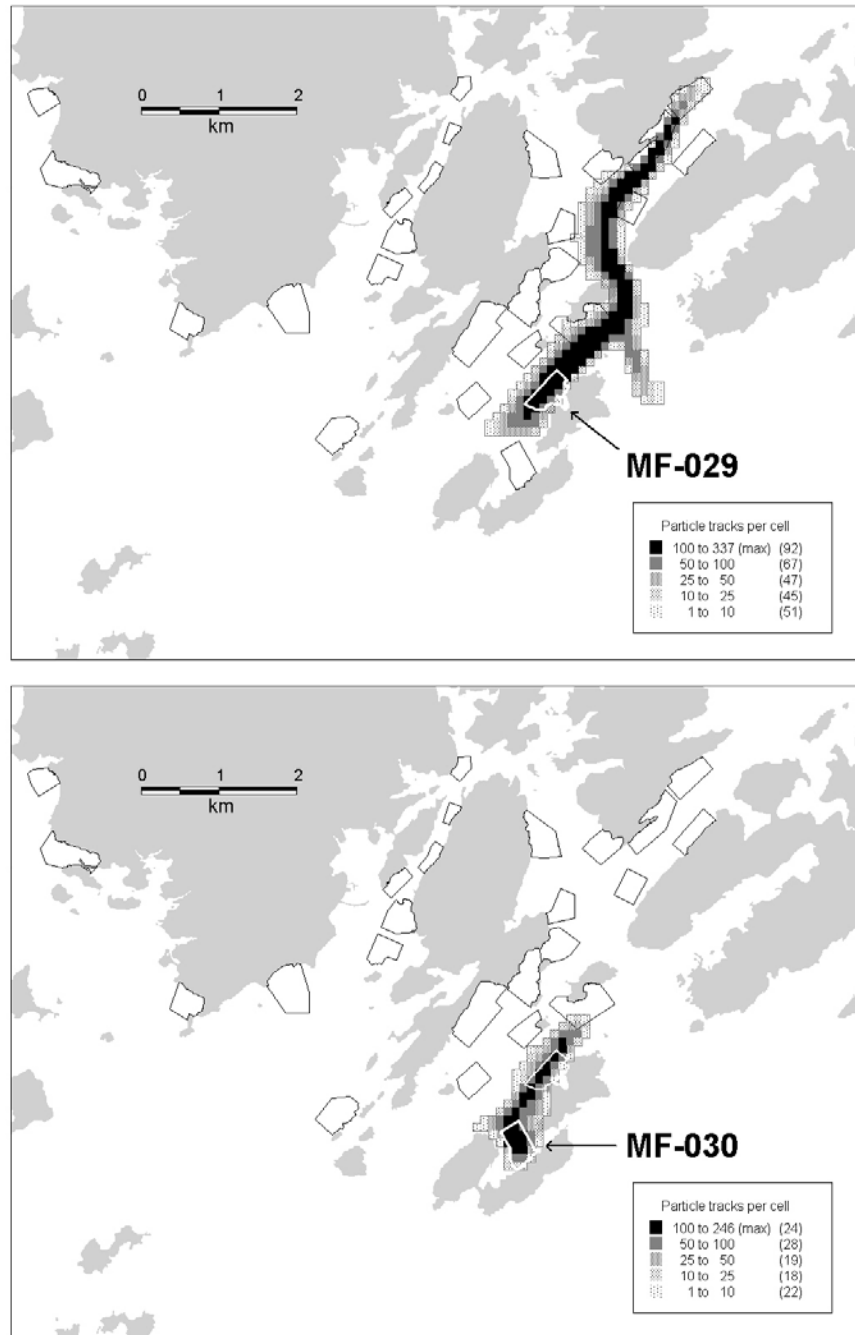 0 1 2
km
MF-029
Particle tracks per cell
100 to 337 (max) (92)
50 to 100 (67)
25 to 50 (47)
10 to 25 (45)
1 to 10 (51)
0 1 2
km
MF-030
Particle tracks per cell
100 to 246 (max) (24)
50 to 100 (28)
25 to 50 (19)
10 to 25 (18)
1 to 10 (22)